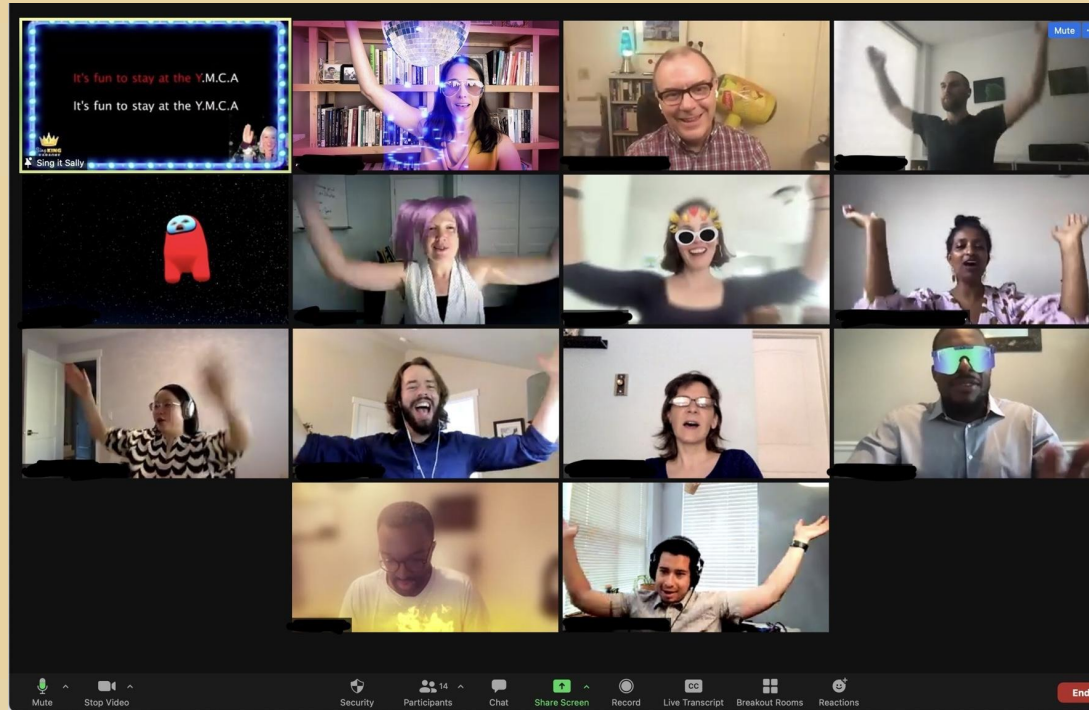 It's fun to stay at the Y.M.C.A
It's fun to stay at the Y.M.C.A
Sing it Sally
Mute
Mute
Stop Video
Security
Participants
14
Chat
Share Screen
Record
CC
Live Transcript
Breakout Rooms
Reactions
End